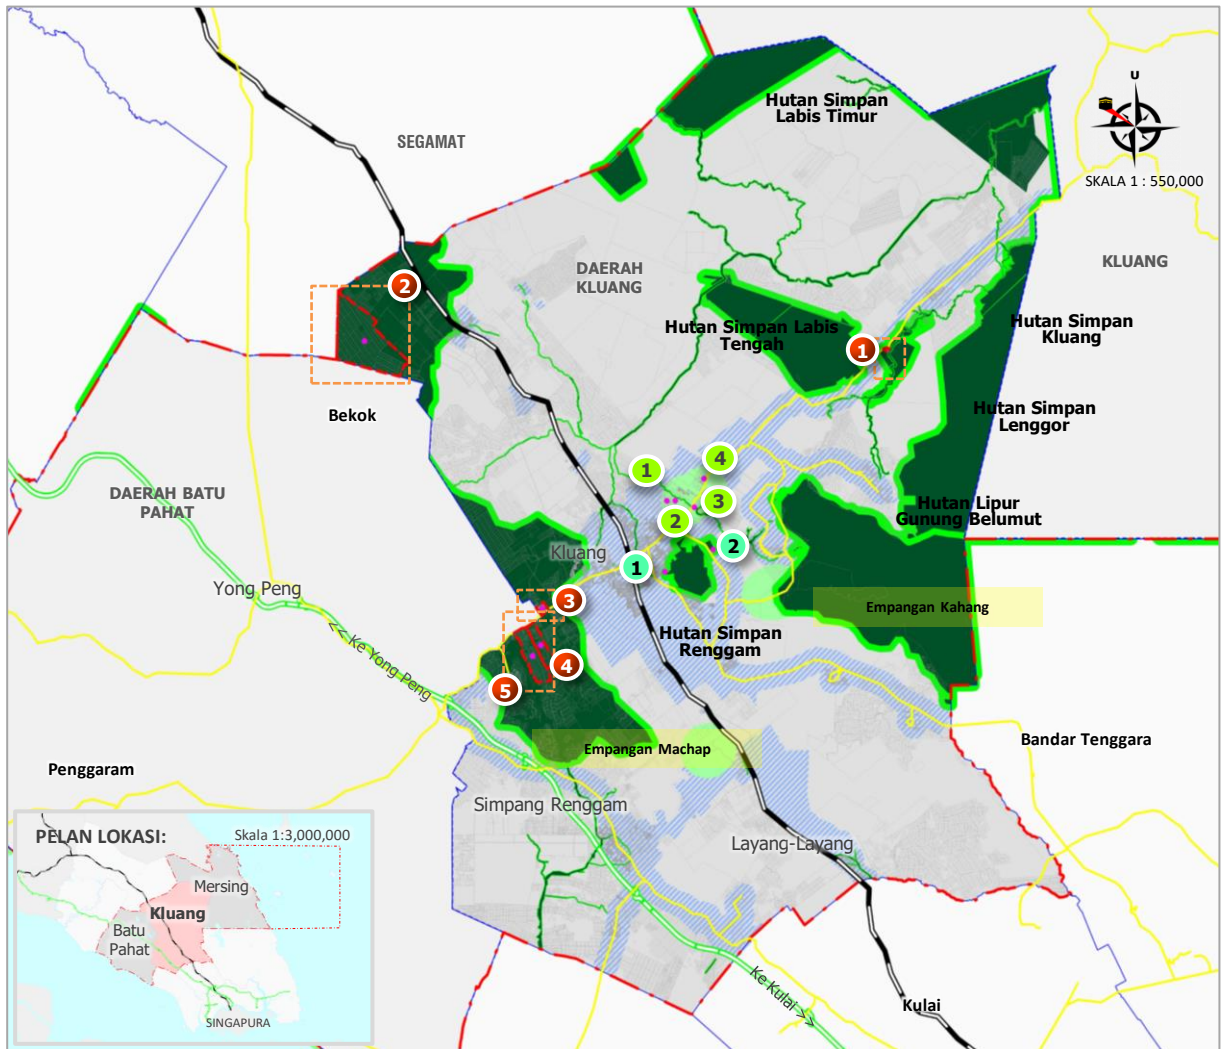 U
Hutan Simpan
Labis Timur
SEGAMAT
SKALA 1 : 550,000
DAERAH
KLUANG
KLUANG
2
Hutan Simpan Labis
Tengah
1
Hutan Simpan
Kluang
Bekok
Hutan Simpan
Lenggor
1
4
DAERAH BATU
PAHAT
3
2
Hutan Lipur
Gunung Belumut
Kluang
2
1
Yong Peng
3
Empangan Kahang
<< Ke Yong Peng
Hutan Simpan
Renggam
4
5
Empangan Machap
Bandar Tenggara
Penggaram
Simpang Renggam
Layang-Layang
PELAN LOKASI:
Skala 1:3,000,000
Mersing
Kluang
Batu
Pahat
SINGAPURA
Ke Kulai >>
Kulai